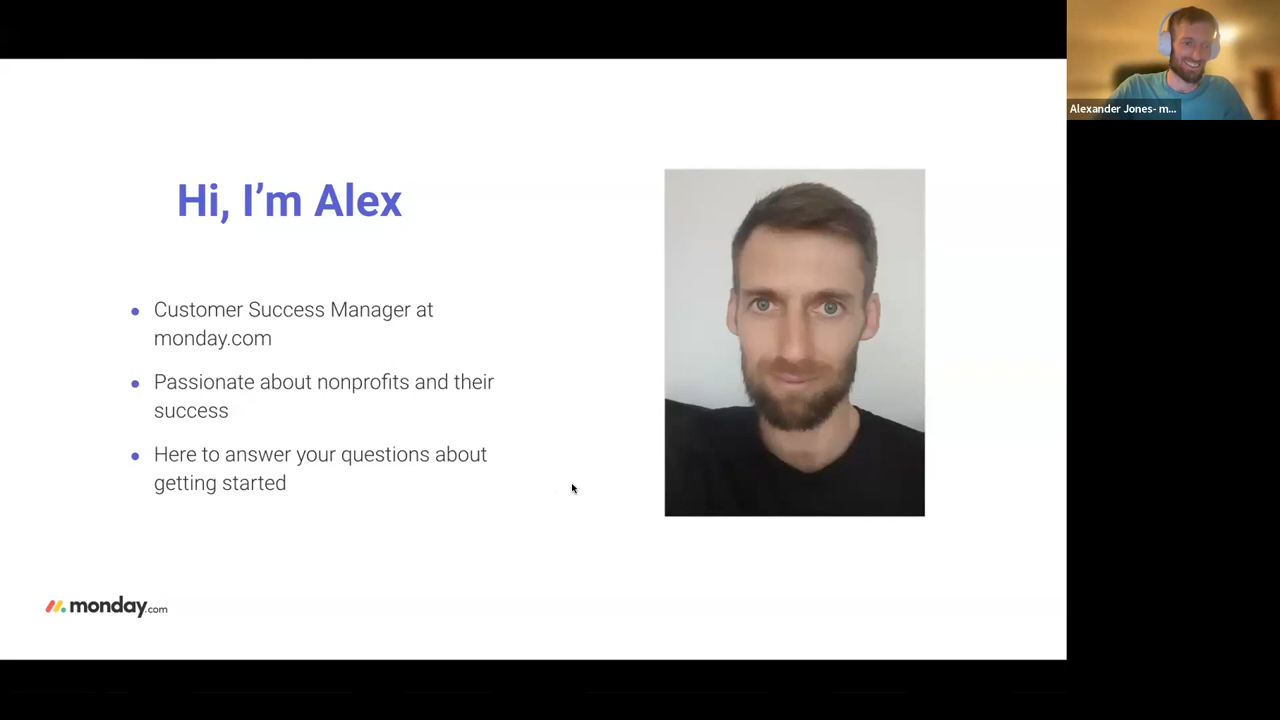 Alexander Jones- m...
Hi, I’m Alex
● Customer Success Manager at
monday.com
● Passionate about nonprofits and their
success
● Here to answer your questions about
getting started
monday.com